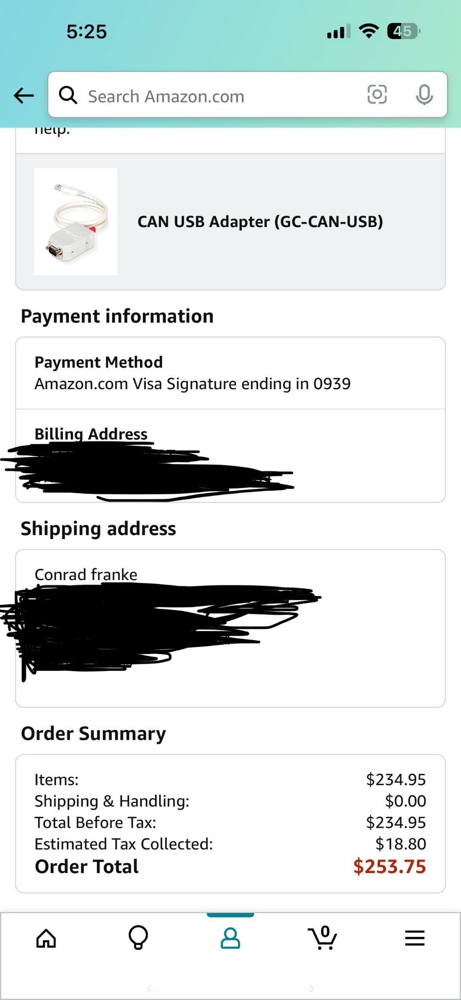 5:25
45
Search Amazon.com
help.
CAN USB Adapter (GC-CAN-USB)
Payment information
Payment Method
Amazon.com Visa Signature ending in 0939
Billing Address
Shipping address
Conrad franke
Order Summary
Items: $234.95
Shipping & Handling: $0.00
Total Before Tax: $234.95
Estimated Tax Collected: $18.80
Order Total $253.75
0